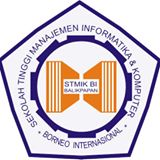 SEKOLAH TINGGI MANAJEMEN INFORMATIKA & KOMPUTER
STMIK BI
BALIKPAPAN
* BORNEO INTERNASIONAL *